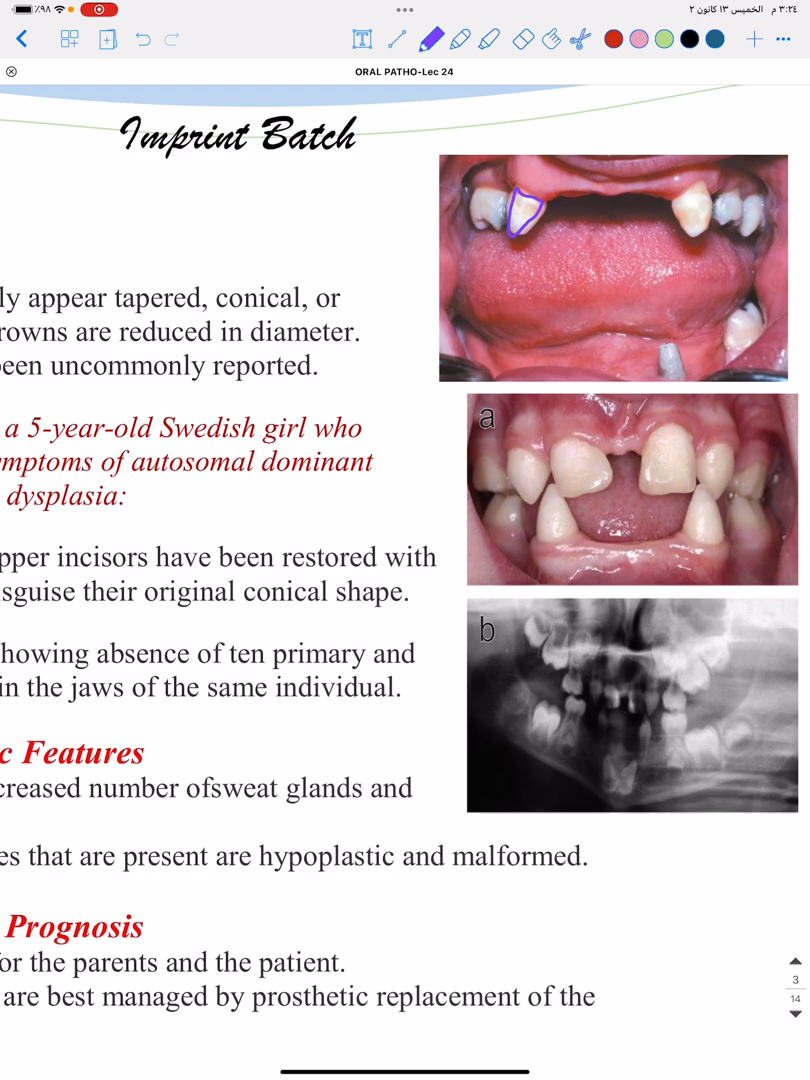 ٪٩٨ ٣:٢٤ م الخميس ١٣ كانون ٢
ORAL PATHO-Lec 24
Imprint Batch
ly appear tapered, conical, or
rowns are reduced in diameter.
been uncommonly reported.
a 5-year-old Swedish girl who
mptoms of autosomal dominant
dysplasia:
pper incisors have been restored with
sguise their original conical shape.
howing absence of ten primary and
in the jaws of the same individual.
c Features
creased number ofsweat glands and
es that are present are hypoplastic and malformed.
Prognosis
or the parents and the patient.
are best managed by prosthetic replacement of the
a
b
3
14